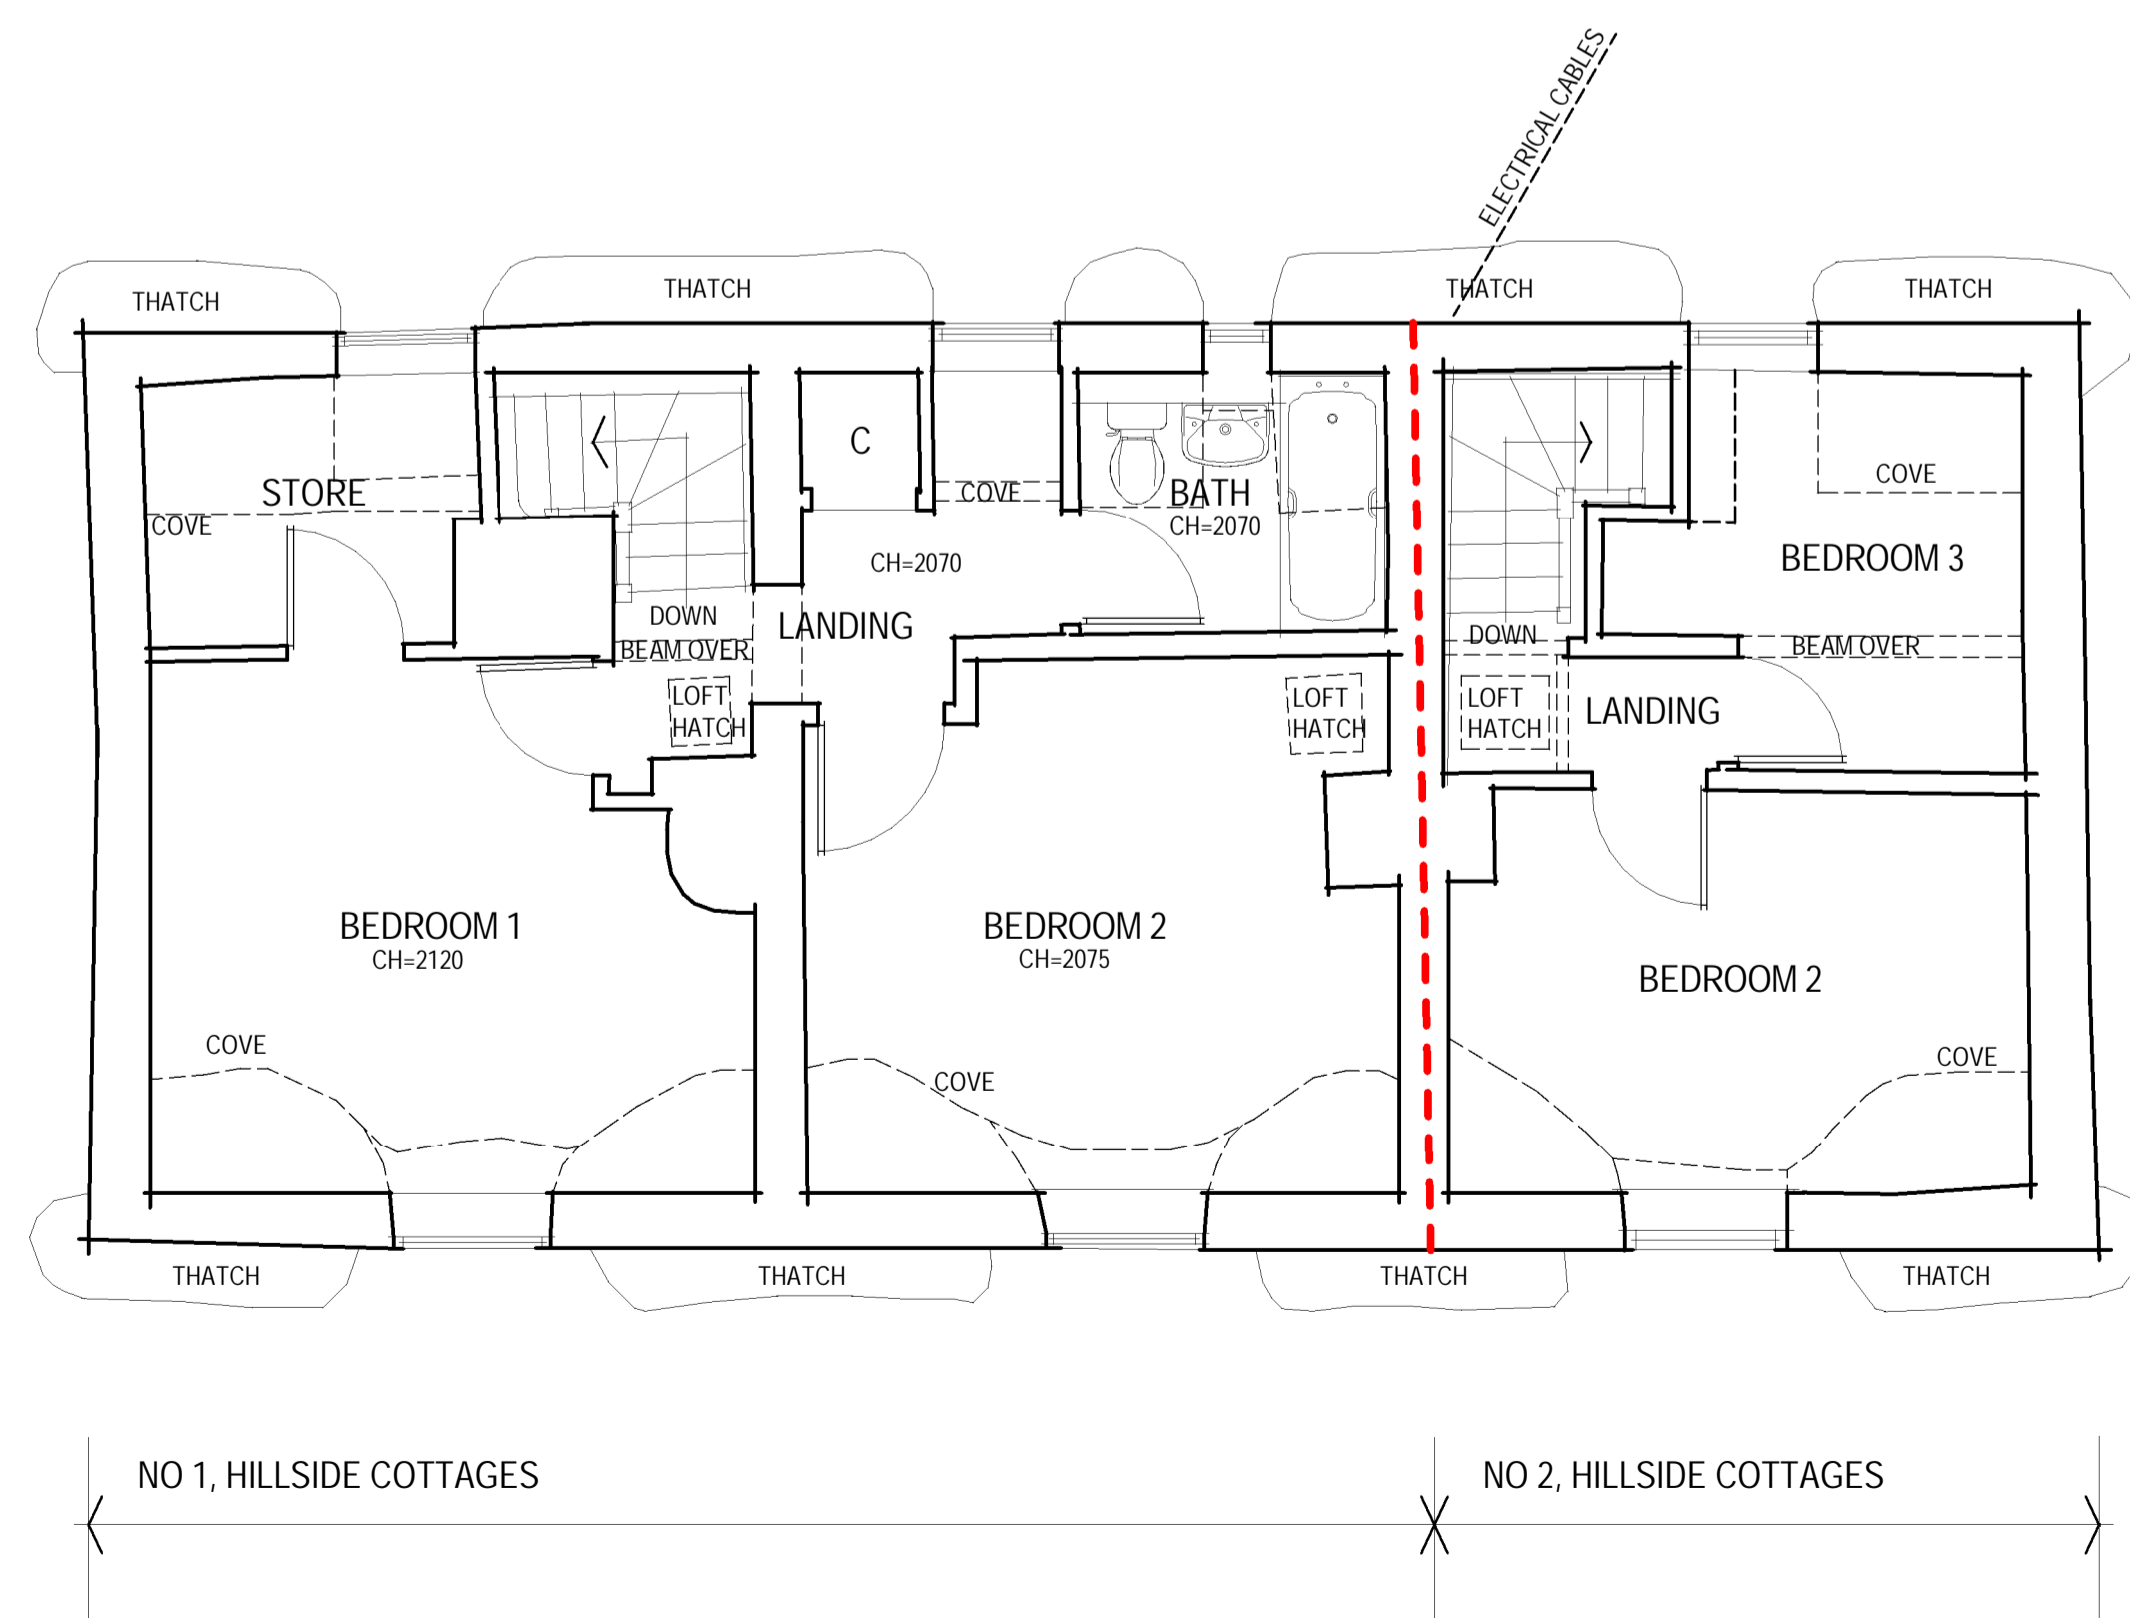 ELECTRICAL CABLES
THATCH
THATCH
THATCH
THATCH
C
STORE
COVE
COVE
BATH
CH=2070
COVE
CH=2070
BEDROOM 3
DOWN
LANDING
BEAM OVER
DOWN
BEAM OVER
LOFT
HATCH
LOFT
HATCH
LOFT
HATCH
LANDING
BEDROOM 1
CH=2120
BEDROOM 2
CH=2075
BEDROOM 2
COVE
COVE
COVE
THATCH
THATCH
THATCH
THATCH
NO 1, HILLSIDE COTTAGES
NO 2, HILLSIDE COTTAGES